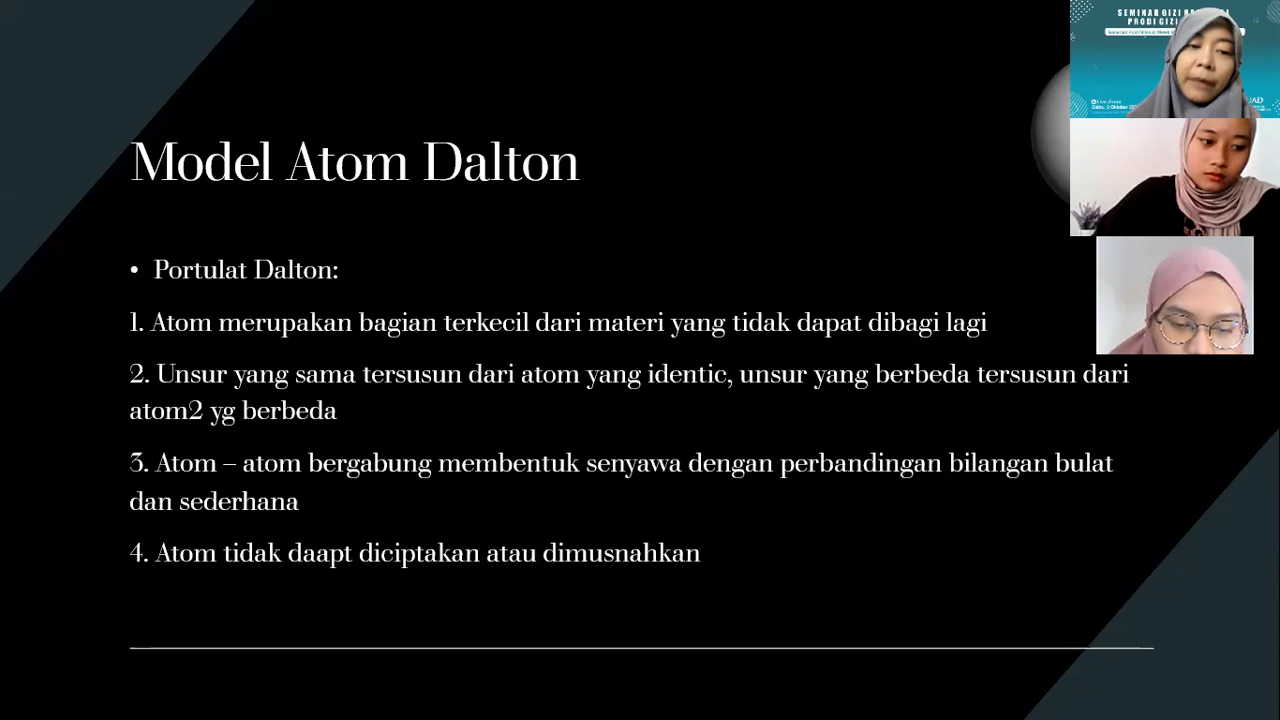 SEMINAR GIZI
PRODI GIZI
Model Atom Dalton
• Portulat Dalton:
1. Atom merupakan bagian terkecil dari materi yang tidak dapat dibagi lagi
2. Unsur yang sama tersusun dari atom yang identic, unsur yang berbeda tersusun dari
atom2 yg berbeda
3. Atom – atom bergabung membentuk senyawa dengan perbandingan bilangan bulat
dan sederhana
4. Atom tidak daapt diciptakan atau dimusnahkan